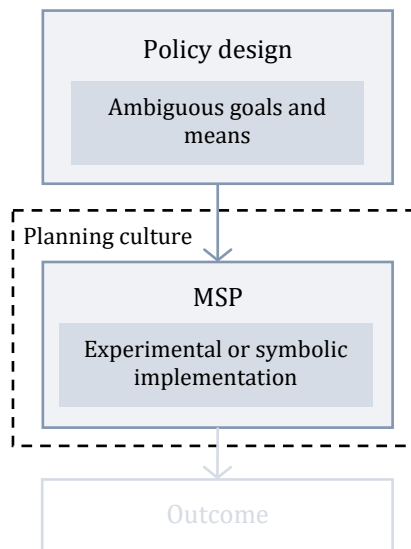 Policy design
Ambiguous goals and
means
Planning culture
MSP
Experimental or symbolic
implementation
Outcome